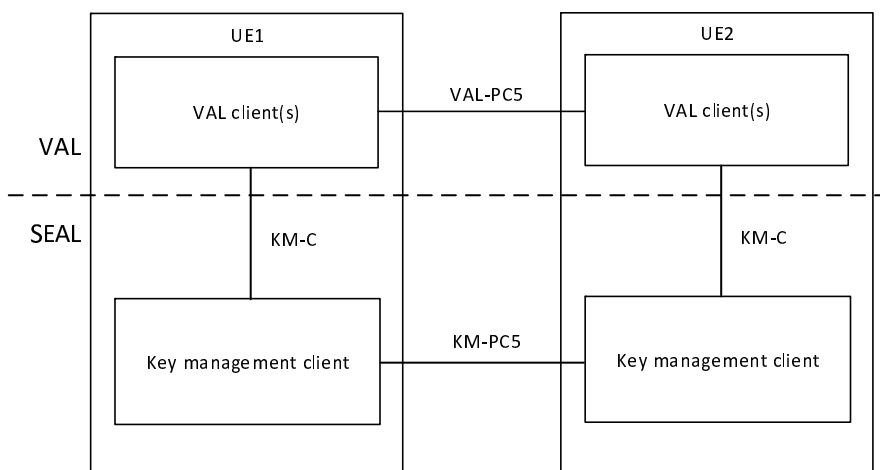 UE1
UE2
VAL client(s)
VAL-PC5
VAL client(s)
VAL
SEAL
KM-C
KM-C
Key management client
KM-PC5
Key management client